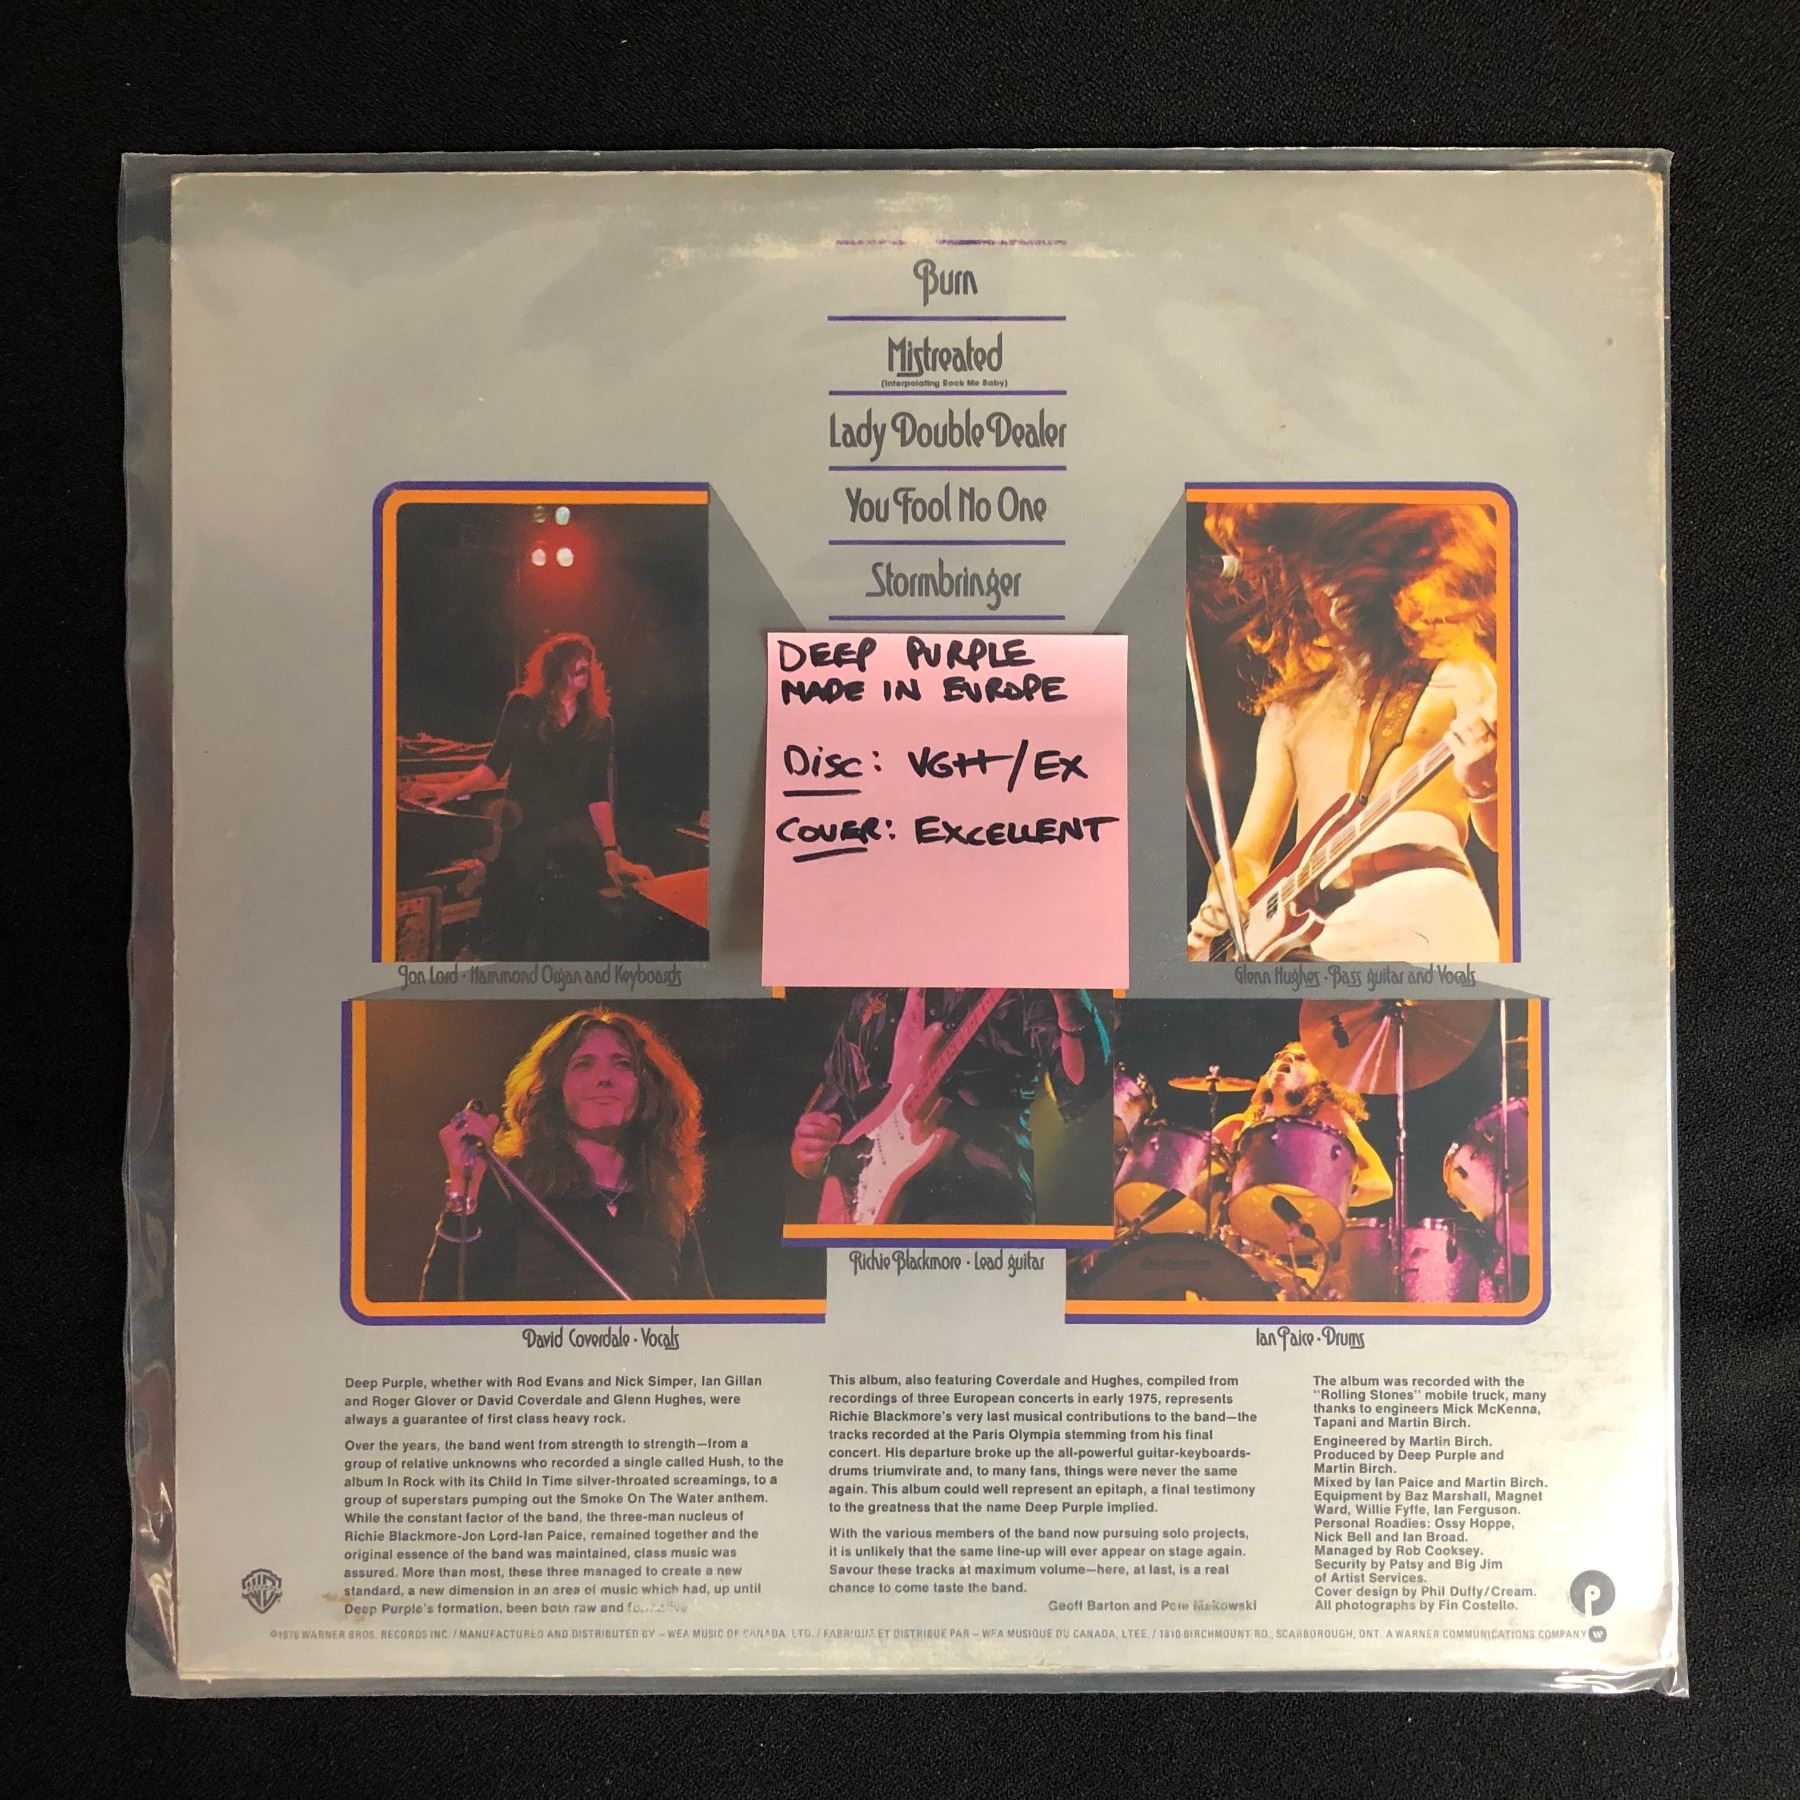 Burn
Mistreated
(Interpolating Rock Me Baby)
Lady Double Dealer
You Fool No One
Stormbringer
DEEP PURPLE
MADE IN EUROPE
Disc: VG++/EX
COVER: EXCELLENT
Jon Lord · Hammond Organ and Keyboards
Glenn Hughes · Bass guitar and Vocals
Richie Blackmore · Lead guitar
David Coverdale · Vocals
Ian Paice · Drums
Deep Purple, whether with Rod Evans and Nick Simper, Ian Gillan
and Roger Glover or David Coverdale and Glenn Hughes, were
always a guarantee of first class heavy rock.
Over the years, the band went from strength to strength—from a
group of relative unknowns who recorded a single called Hush, to the
album In Rock with its Child In Time silver-throated screamings, to a
group of superstars pumping out the Smoke On The Water anthem.
While the constant factor of the band, the three-man nucleus of
Richie Blackmore-Jon Lord-Ian Paice, remained together and the
original essence of the band was maintained, class music was
assured. More than most, these three managed to create a new
standard, a new dimension in an area of music which had, up until
Deep Purple's formation, been both raw and
This album, also featuring Coverdale and Hughes, compiled from
recordings of three European concerts in early 1975, represents
Richie Blackmore's very last musical contributions to the band—the
tracks recorded at the Paris Olympia stemming from his final
concert. His departure broke up the all-powerful guitar-keyboards-
drums triumvirate and, to many fans, things were never the same
again. This album could well represent an epitaph, a final testimony
to the greatness that the name Deep Purple implied.
With the various members of the band now pursuing solo projects,
it is unlikely that the same line-up will ever appear on stage again.
Savour these tracks at maximum volume—here, at last, is a real
chance to come taste the band.
Geoff Barton and Pete Makowski
The album was recorded with the
"Rolling Stones" mobile truck, many
thanks to engineers Mick McKenna,
Tapani and Martin Birch.
Engineered by Martin Birch.
Produced by Deep Purple and
Martin Birch.
Mixed by Ian Paice and Martin Birch.
Equipment by Baz Marshall, Magnet
Ward, Willie Fyffe, Ian Ferguson.
Personal Roadies: Ossy Hoppe,
Nick Bell and Ian Broad.
Managed by Rob Cooksey.
Security by Patsy and Big Jim
of Artist Services.
Cover design by Phil Duffy/Cream.
All photographs by Fin Costello.
©1976 WARNER BROS. RECORDS INC. / MANUFACTURED AND DISTRIBUTED BY – WEA MUSIC OF CANADA, LTD. / FABRIQUE ET DISTRIBUE PAR – WEA MUSIQUE DU CANADA, LTEE. / 1810 BIRCHMOUNT RD., SCARBOROUGH, ONT. A WARNER COMMUNICATIONS COMPANY